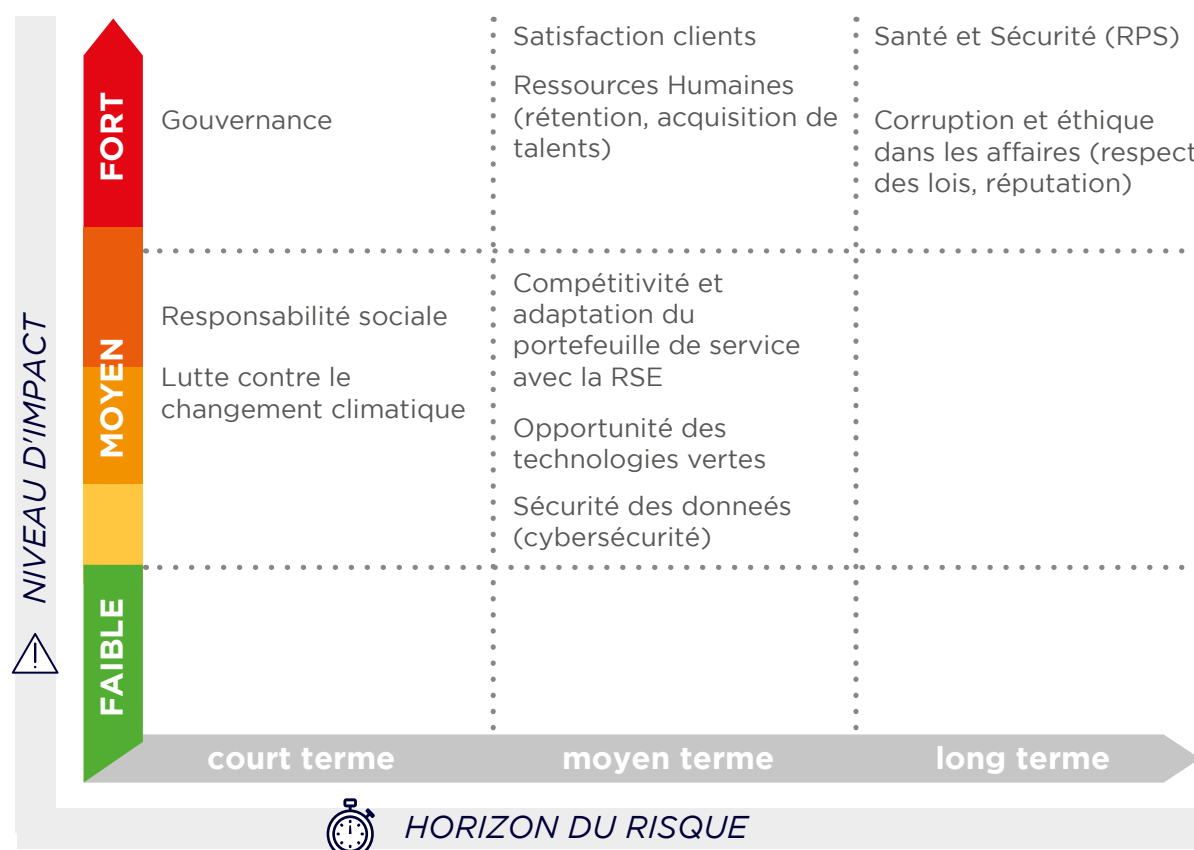 NIVEAU D'IMPACT
FORT
MOYEN
FAIBLE
Gouvernance
Satisfaction clients
Ressources Humaines
(rétention, acquisition de
talents)
Santé et Sécurité (RPS)
Corruption et éthique
dans les affaires (respect
des lois, réputation)
Responsabilité sociale
Lutte contre le
changement climatique
Compétitivité et
adaptation du
portefeuille de service
avec la RSE
Opportunité des
technologies vertes
Sécurité des donneés
(cybersécurité)
court terme
moyen terme
long terme
HORIZON DU RISQUE